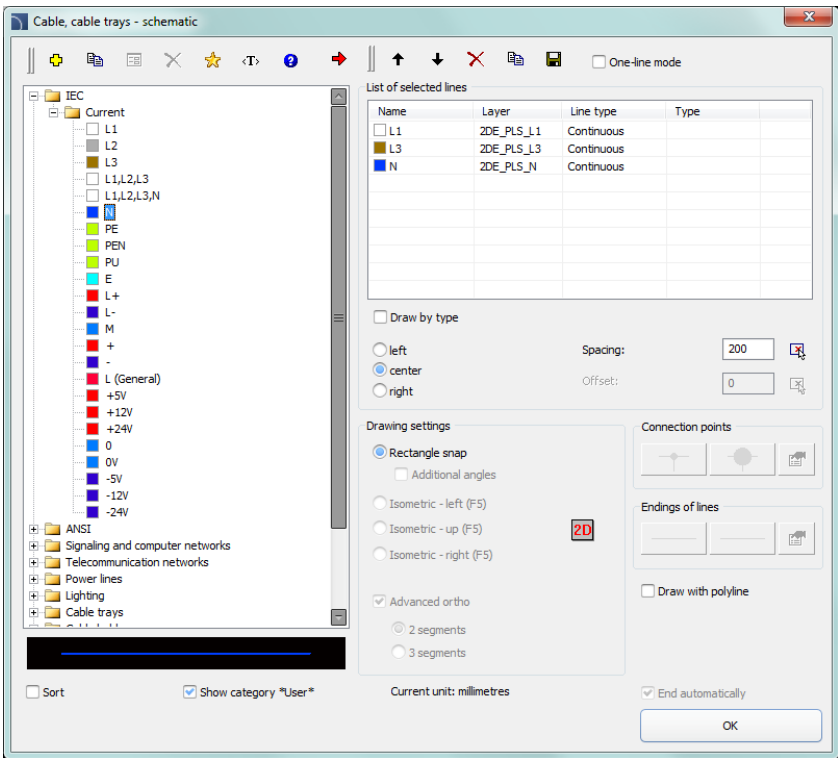 Cable, cable trays - schematic
‹T›
?
One-line mode
IEC
Current
L1
L2
L3
L1,L2,L3
L1,L2,L3,N
N
PE
PEN
PU
E
L+
L-
M
+
-
L (General)
+5V
+12V
+24V
0
0V
-5V
-12V
-24V
ANSI
Signaling and computer networks
Telecommunication networks
Power lines
Lighting
Cable trays
Sort
Show category *User*
List of selected lines
Name Layer Line type Type
L1 2DE_PLS_L1 Continuous
L3 2DE_PLS_L3 Continuous
N 2DE_PLS_N Continuous
Draw by type
left
center
right
Spacing: 200
Offset: 0
Drawing settings
Rectangle snap
Additional angles
Isometric - left (F5)
Isometric - up (F5)
Isometric - right (F5)
2D
Advanced ortho
2 segments
3 segments
Current unit: millimetres
Connection points
Endings of lines
Draw with polyline
End automatically
OK